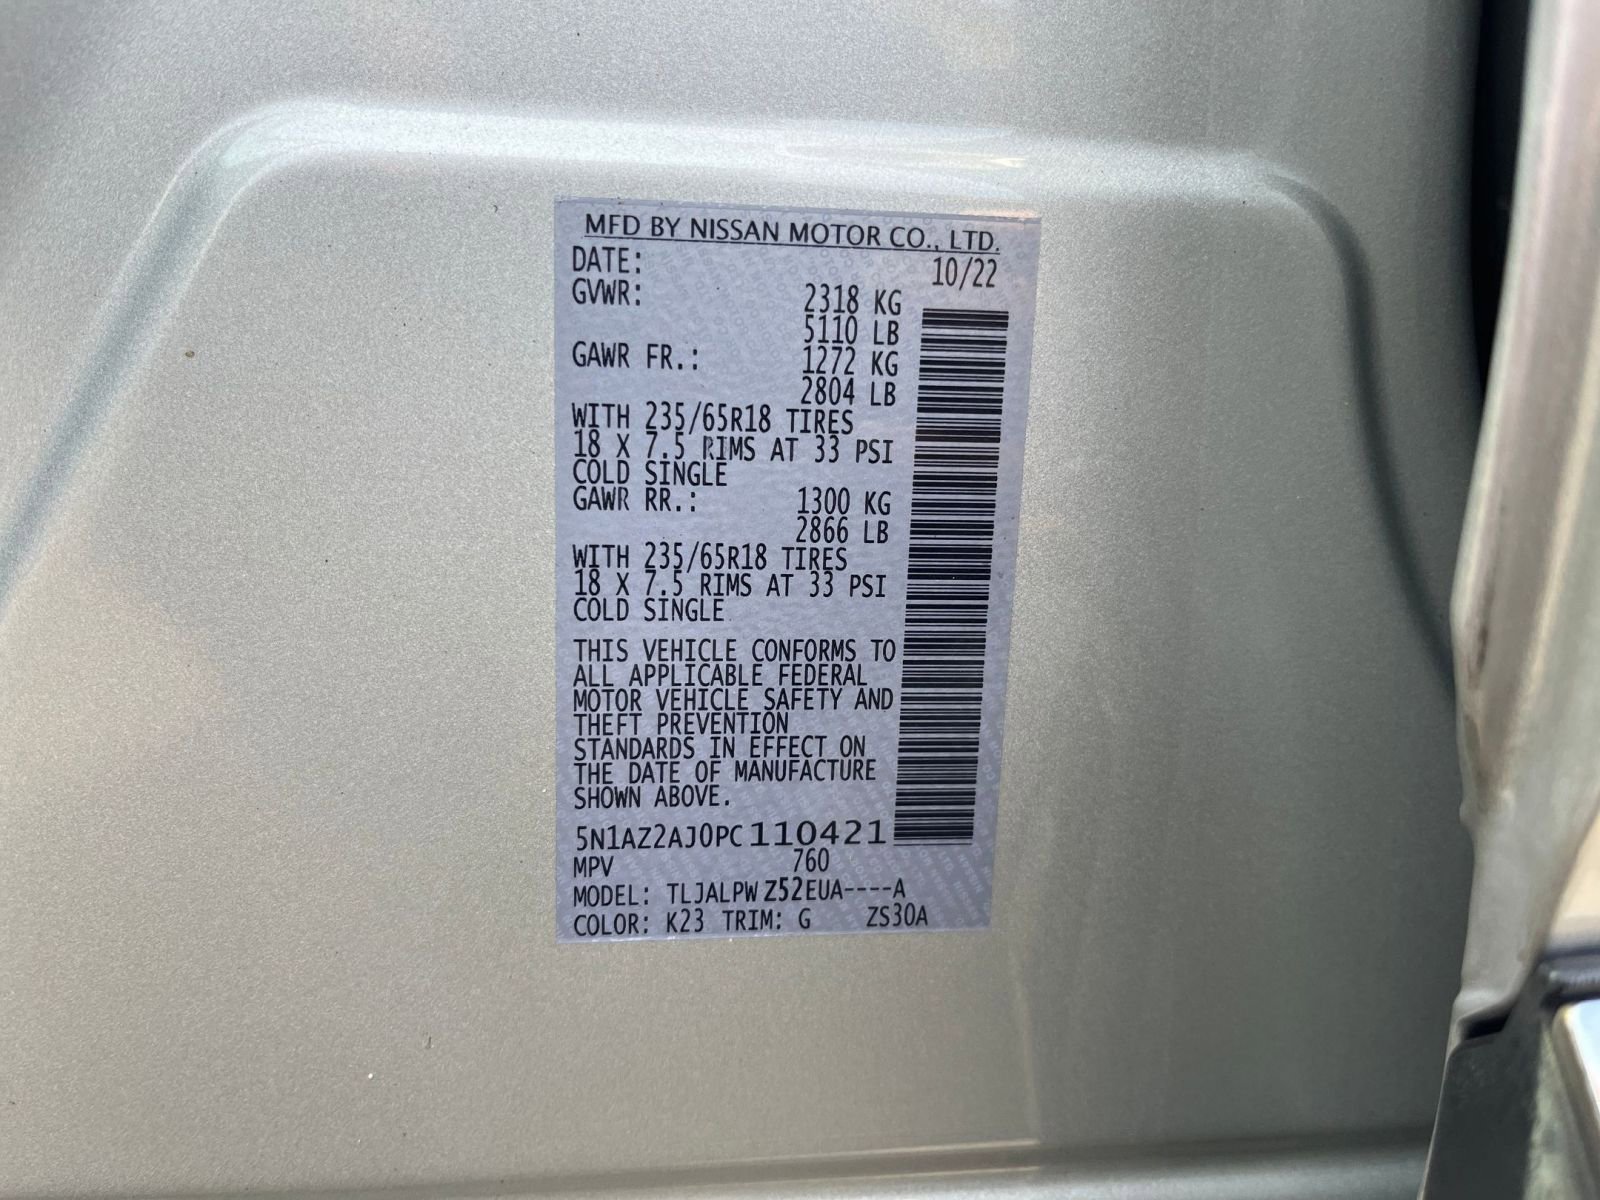 MFD BY NISSAN MOTOR CO., LTD.
DATE: 10/22
GVWR: 2318 KG
5110 LB
GAWR FR.: 1272 KG
2804 LB
WITH 235/65R18 TIRES
18 X 7.5 RIMS AT 33 PSI
COLD SINGLE
GAWR RR.: 1300 KG
2866 LB
WITH 235/65R18 TIRES
18 X 7.5 RIMS AT 33 PSI
COLD SINGLE
THIS VEHICLE CONFORMS TO
ALL APPLICABLE FEDERAL
MOTOR VEHICLE SAFETY AND
THEFT PREVENTION
STANDARDS IN EFFECT ON
THE DATE OF MANUFACTURE
SHOWN ABOVE.
5N1AZ2AJ0PC110421
MPV 760
MODEL: TLJALPWZ52EUA----A
COLOR: K23 TRIM: G ZS30A